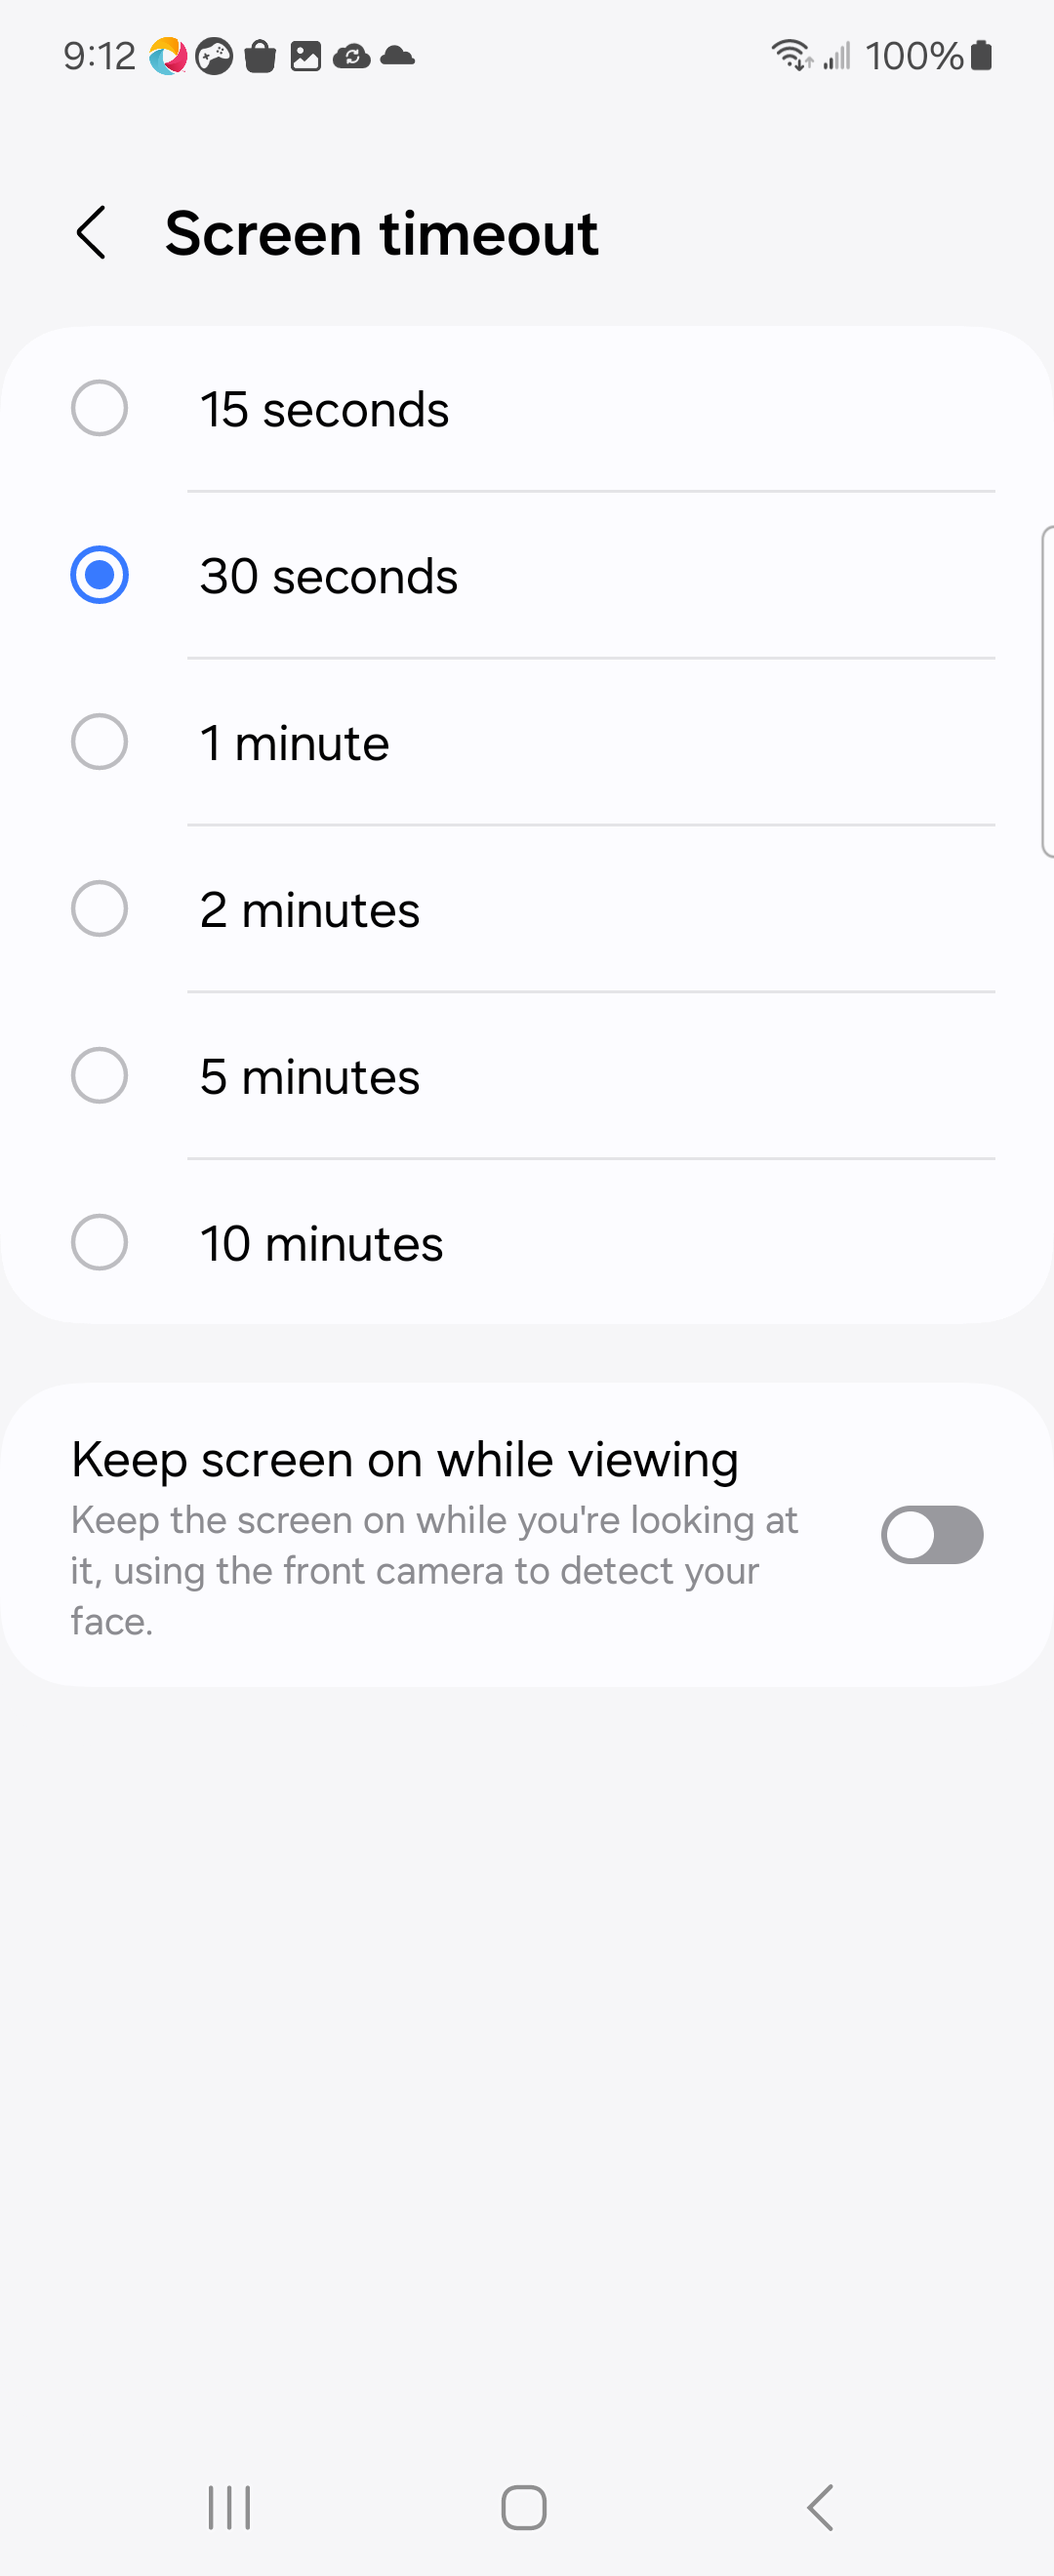 9:12 100%
Screen timeout
15 seconds
30 seconds
1 minute
2 minutes
5 minutes
10 minutes
Keep screen on while viewing
Keep the screen on while you're looking at
it, using the front camera to detect your
face.